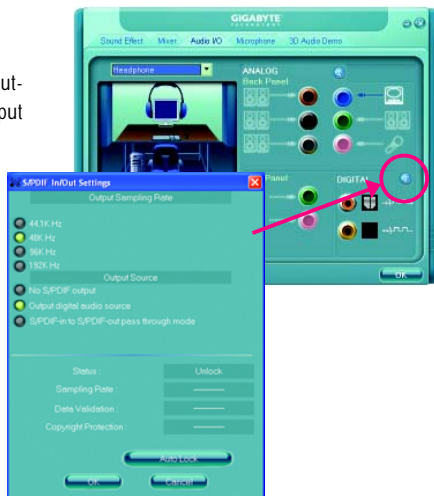 GIGABYTE
TECHNOLOGY
Sound Effect Mixer Audio I/O Microphone 3D Audio Demo
ut-
put
Headphone
ANALOG
Back Panel
Panel
DIGITAL
OK
S/PDIF In/Out Settings
Output Sampling Rate
44.1K Hz
48K Hz
96K Hz
192K Hz
Output Source
No S/PDIF output
Output digital audio source
S/PDIF-in to S/PDIF-out pass through mode
Status : Unlock
Sampling Rate :
Data Validation :
Copyright Protection :
Auto Lock
OK Cancel